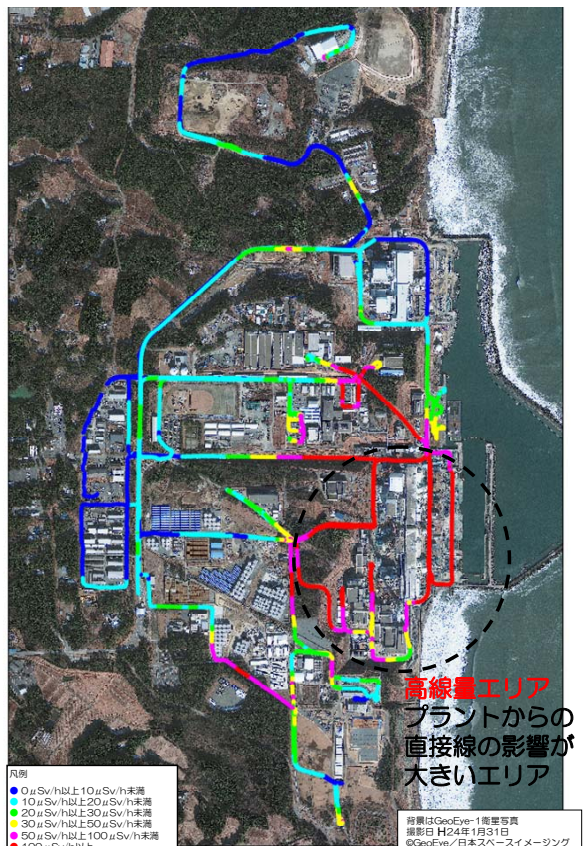 高線量エリア
プラントからの
直接線の影響が
大きいエリア
凡例
0μSv/h以上10μSv/h未満
10μSv/h以上20μSv/h未満
20μSv/h以上30μSv/h未満
30μSv/h以上50μSv/h未満
50μSv/h以上100μSv/h未満
100μSv/h以上
背景はGeoEye-1衛星写真
撮影日 H24年1月31日
©GeoEye/日本スペースイメージング